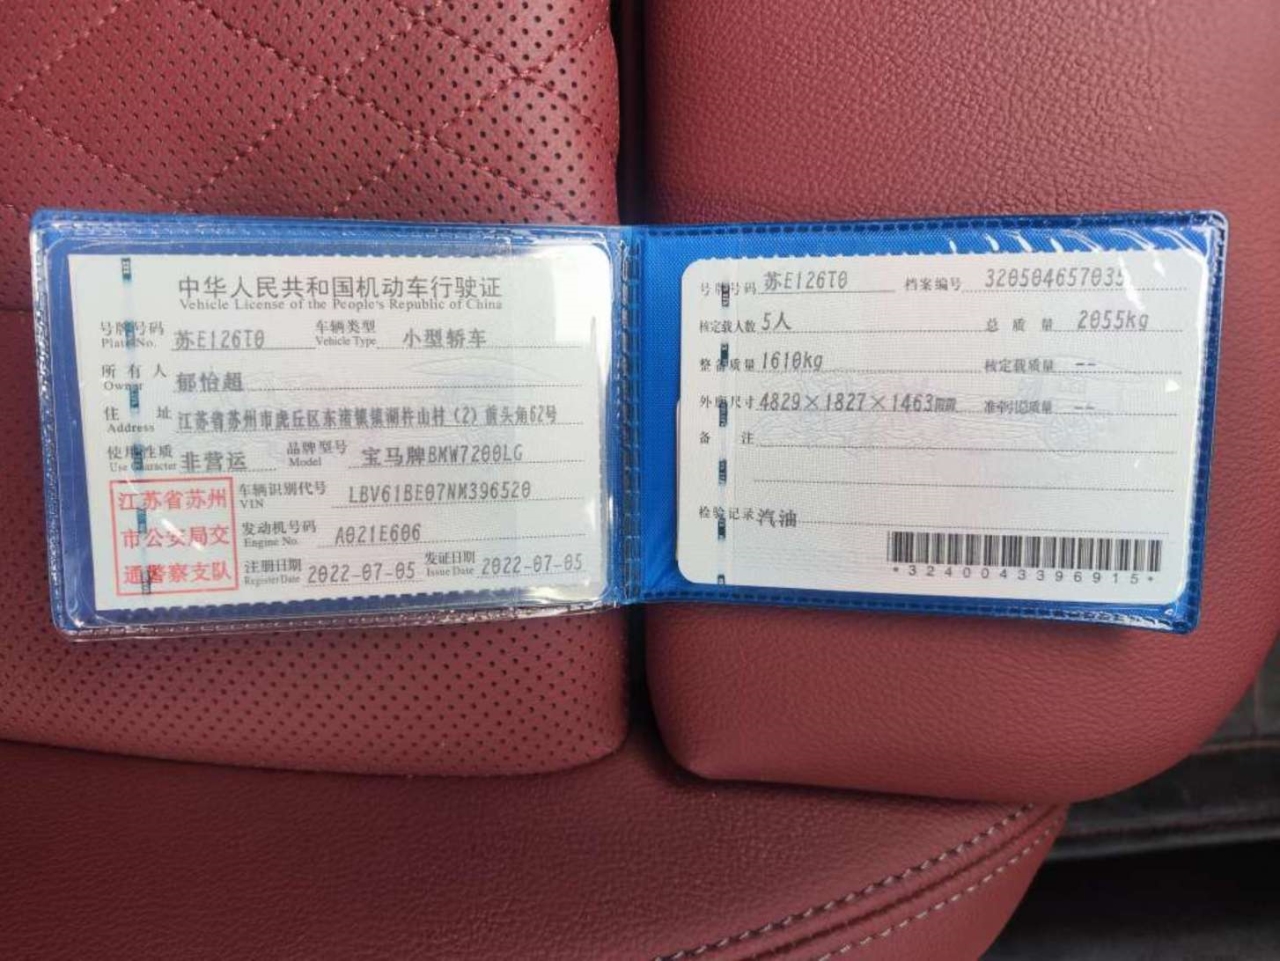 中华人民共和国机动车行驶证
Vehicle License of the People's Republic of China
号牌号码 苏E126T0 车辆类型 小型轿车
Plate No. Vehicle Type
所有人 郁怡超
Owner
住址 江苏省苏州市虎丘区东渚镇镇湖杵山村(2)前头角62号
Address
使用性质 非营运 品牌型号 宝马牌BMW7200LG
Use Character Model
江苏省苏州
市公安局交
通警察支队
车辆识别代号 LBV61BE07NM396520
VIN
发动机号码 A021E606
Engine No.
注册日期 2022-07-05 发证日期 2022-07-05
Register Date Issue Date
号牌号码 苏E126T0 档案编号 320504657035
核定载人数 5人 总质量 2055kg
整备质量 1610kg 核定载质量 --
外廓尺寸 4829×1827×1463 准牵引总质量 --
备注
检验记录 汽油
*3240043396915*